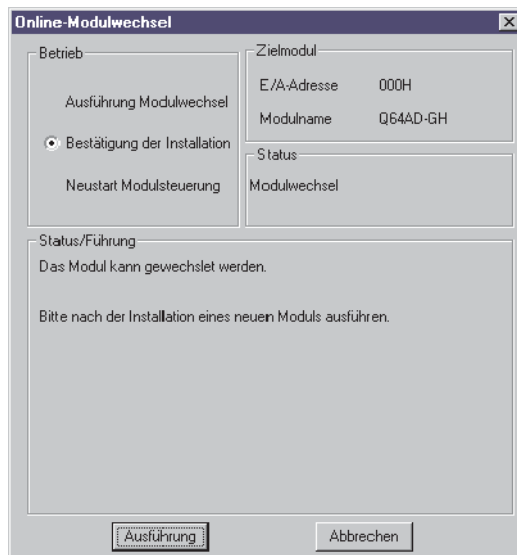 Online-Modulwechsel
Betrieb
Ausführung Modulwechsel
Bestätigung der Installation
Neustart Modulsteuerung
Zielmodul
E/A-Adresse 000H
Modulname Q64AD-GH
Status
Modulwechsel
Status/Führung
Das Modul kann gewechslet werden.
Bitte nach der Installation eines neuen Moduls ausführen.
Ausführung
Abbrechen